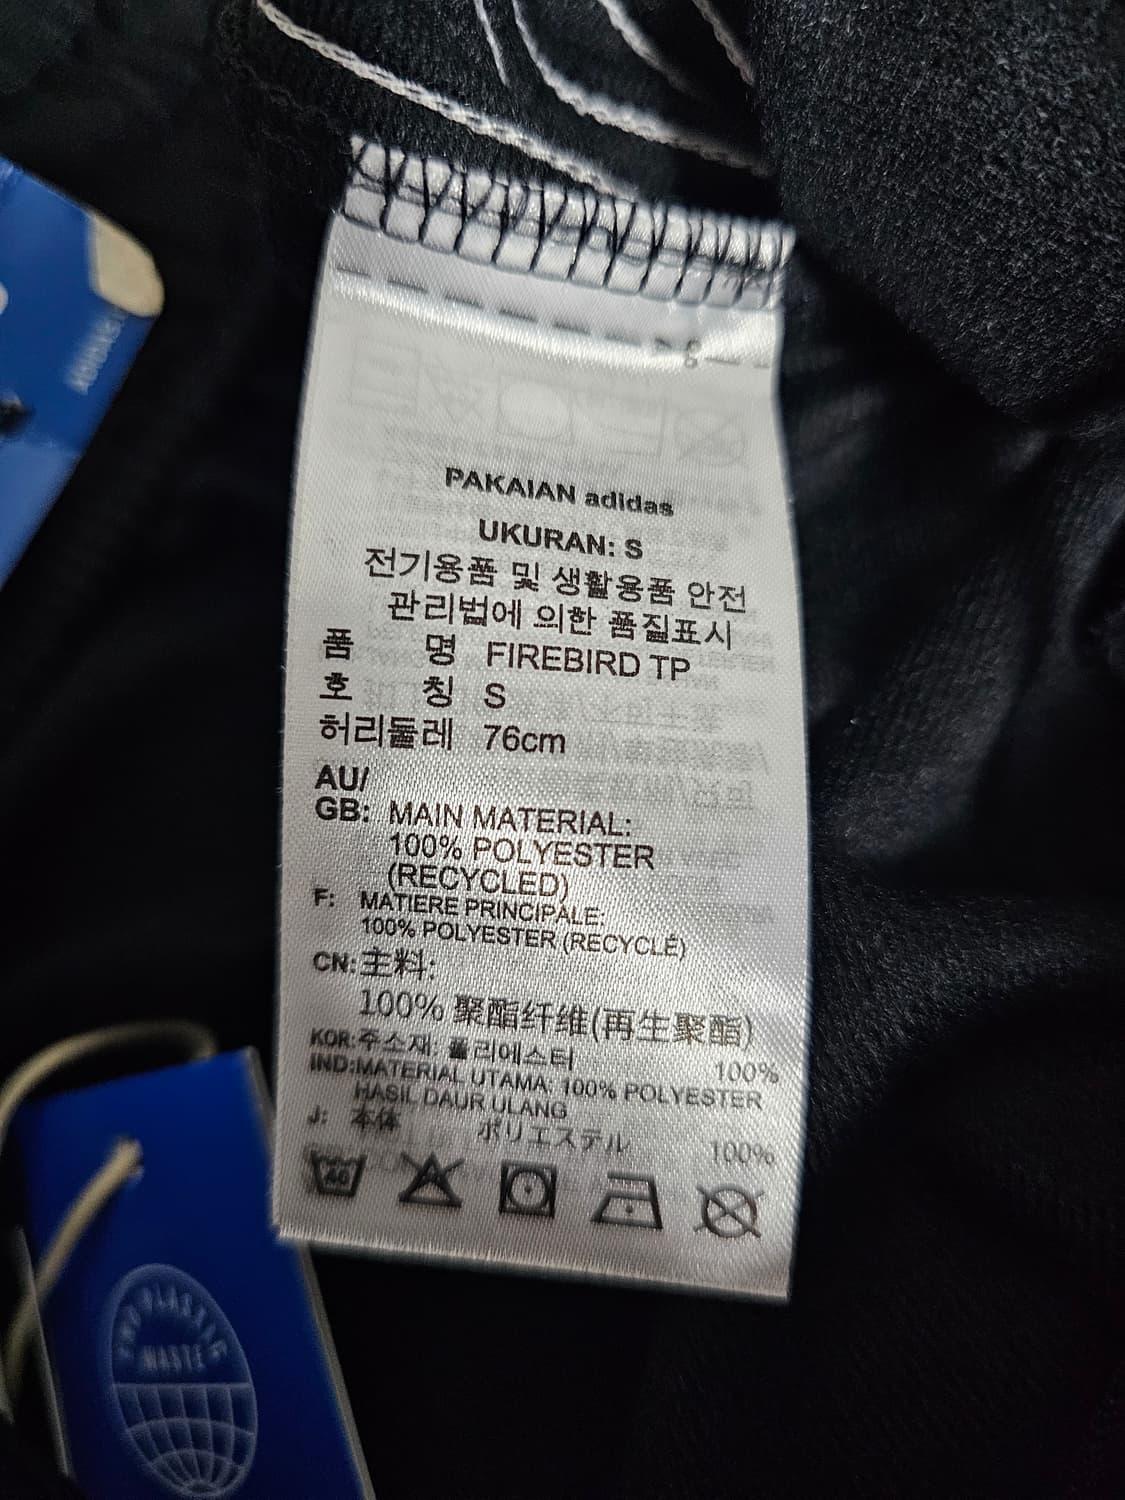 PAKAIAN adidas
UKURAN: S
전기용품 및 생활용품 안전
관리법에 의한 품질표시
품 명 FIREBIRD TP
호 칭 S
허리둘레 76cm
AU/
GB: MAIN MATERIAL:
100% POLYESTER
(RECYCLED)
F: MATIERE PRINCIPALE:
100% POLYESTER (RECYCLÉ)
CN: 主料:
100% 聚酯纤维(再生聚酯)
KOR: 주소재: 폴리에스터 100%
IND: MATERIAL UTAMA: 100% POLYESTER
HASIL DAUR ULANG
J: 本体 ポリエステル 100%
40
END PLASTIC
WASTE